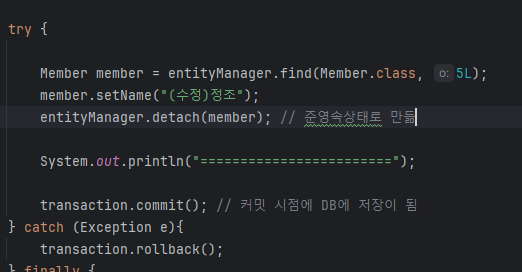 try {
Member member = entityManager.find(Member.class, o: 5L);
member.setName("(수정)정조");
entityManager.detach(member); // 준영속상태로 만듦
System.out.println("========================");
transaction.commit(); // 커밋 시점에 DB에 저장이 됨
} catch (Exception e){
transaction.rollback();
} finally {